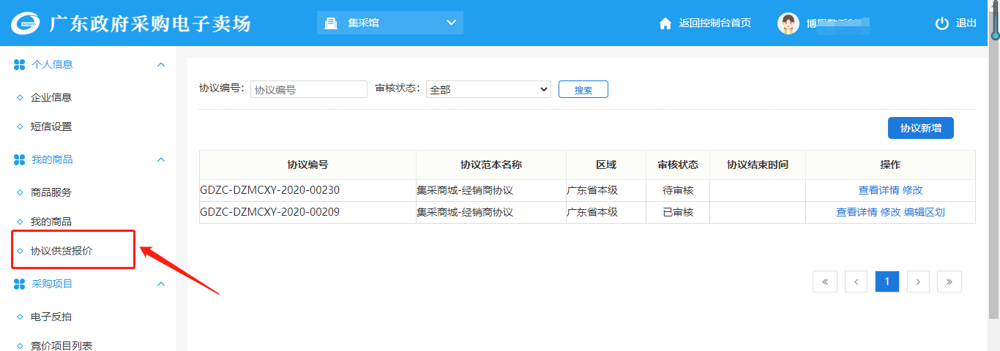 广东政府采购电子卖场
集采馆
返回控制台首页
退出
个人信息
企业信息
短信设置
我的商品
商品服务
我的商品
协议供货报价
采购项目
电子反拍
竞价项目列表
协议编号: 协议编号 审核状态: 全部 搜索
协议新增
协议编号 协议范本名称 区域 审核状态 协议结束时间 操作
GDZC-DZMCXY-2020-00230 集采商城-经销商协议 广东省本级 待审核 查看详情 修改
GDZC-DZMCXY-2020-00209 集采商城-经销商协议 广东省本级 已审核 查看详情 修改 编辑区划
« ‹ 1 › »